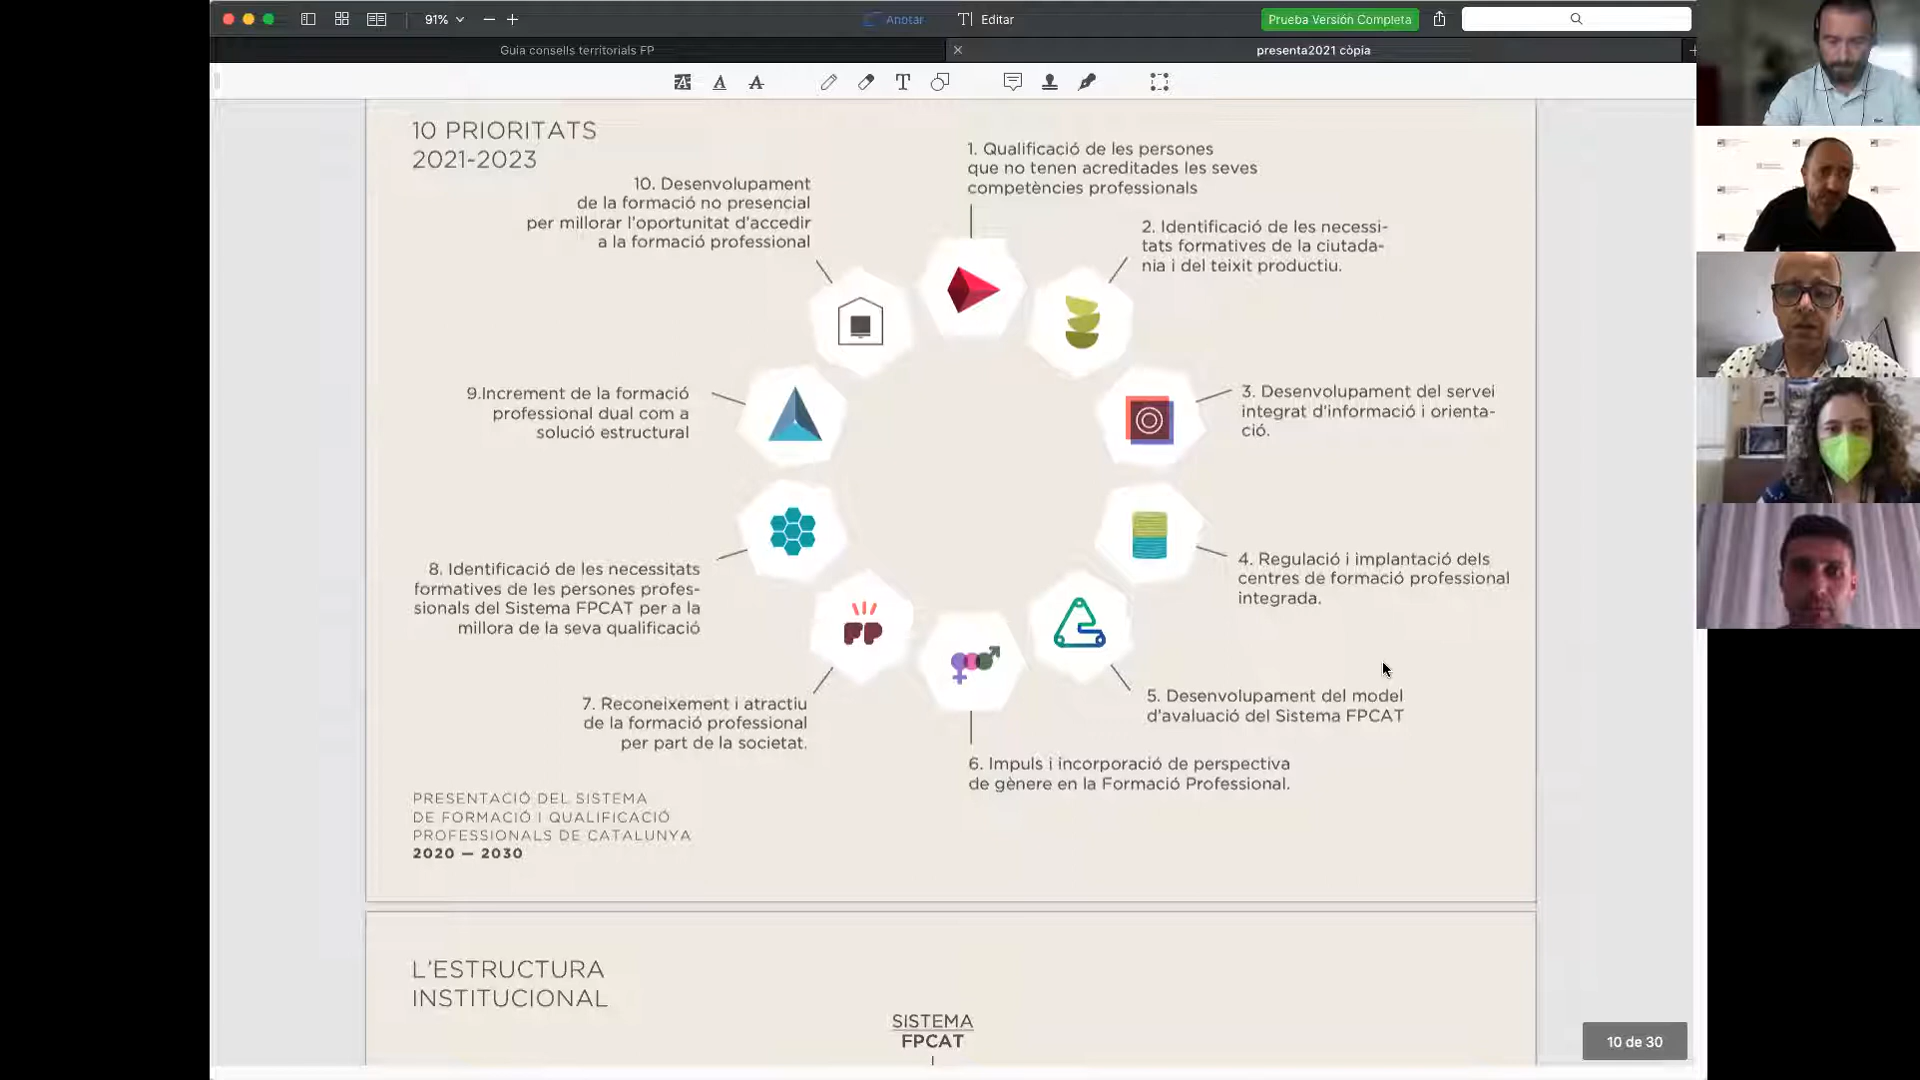 91%
Anotar
Editar
Prueba Versión Completa
Guia consells territorials FP
presenta2021 còpia
10 PRIORITATS
2021-2023
1. Qualificació de les persones
que no tenen acreditades les seves
competències professionals
2. Identificació de les necessi-
tats formatives de la ciutada-
nia i del teixit productiu.
3. Desenvolupament del servei
integrat d'informació i orienta-
ció.
4. Regulació i implantació dels
centres de formació professional
integrada.
5. Desenvolupament del model
d'avaluació del Sistema FPCAT
6. Impuls i incorporació de perspectiva
de gènere en la Formació Professional.
7. Reconeixement i atractiu
de la formació professional
per part de la societat.
8. Identificació de les necessitats
formatives de les persones profes-
sionals del Sistema FPCAT per a la
millora de la seva qualificació
9.Increment de la formació
professional dual com a
solució estructural
10. Desenvolupament
de la formació no presencial
per millorar l'oportunitat d'accedir
a la formació professional
FP
PRESENTACIÓ DEL SISTEMA
DE FORMACIÓ I QUALIFICACIÓ
PROFESSIONALS DE CATALUNYA
2020 — 2030
L'ESTRUCTURA
INSTITUCIONAL
SISTEMA
FPCAT
10 de 30